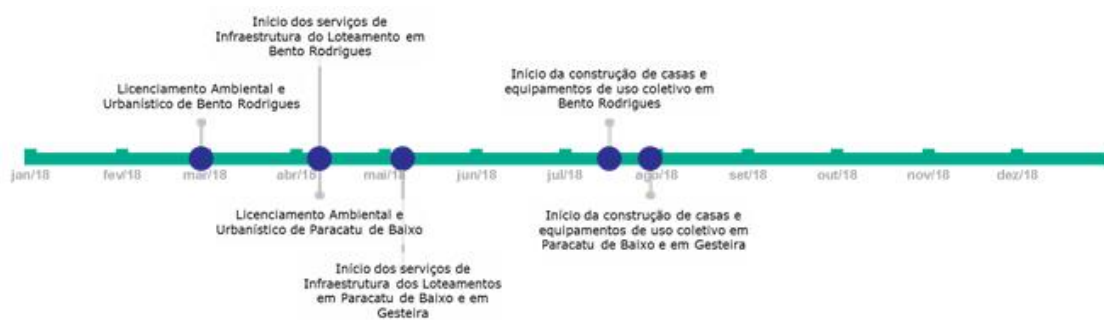 Início dos serviços de
Infraestrutura do Loteamento em
Bento Rodrigues
Licenciamento Ambiental e
Urbanístico de Bento Rodrigues
Início da construção de casas e
equipamentos de uso coletivo em
Bento Rodrigues
jan/18 fev/18 mar/18 abr/18 mai/18 jun/18 jul/18 ago/18 set/18 out/18 nov/18 dez/18
Licenciamento Ambiental e
Urbanístico de Paracatu de Baixo
Início da construção de casas e
equipamentos de uso coletivo em
Paracatu de Baixo e em Gesteira
Início dos serviços de
Infraestrutura dos Loteamentos
em Paracatu de Baixo e em
Gesteira